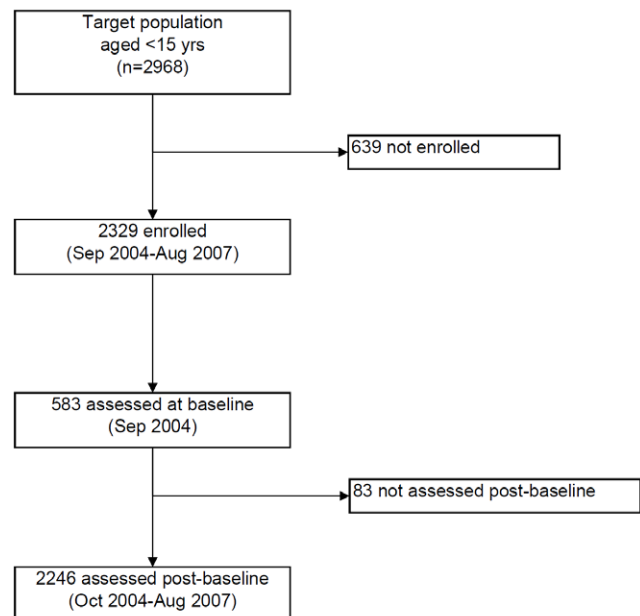 Target population
aged <15 yrs
(n=2968)
639 not enrolled
2329 enrolled
(Sep 2004-Aug 2007)
583 assessed at baseline
(Sep 2004)
83 not assessed post-baseline
2246 assessed post-baseline
(Oct 2004-Aug 2007)